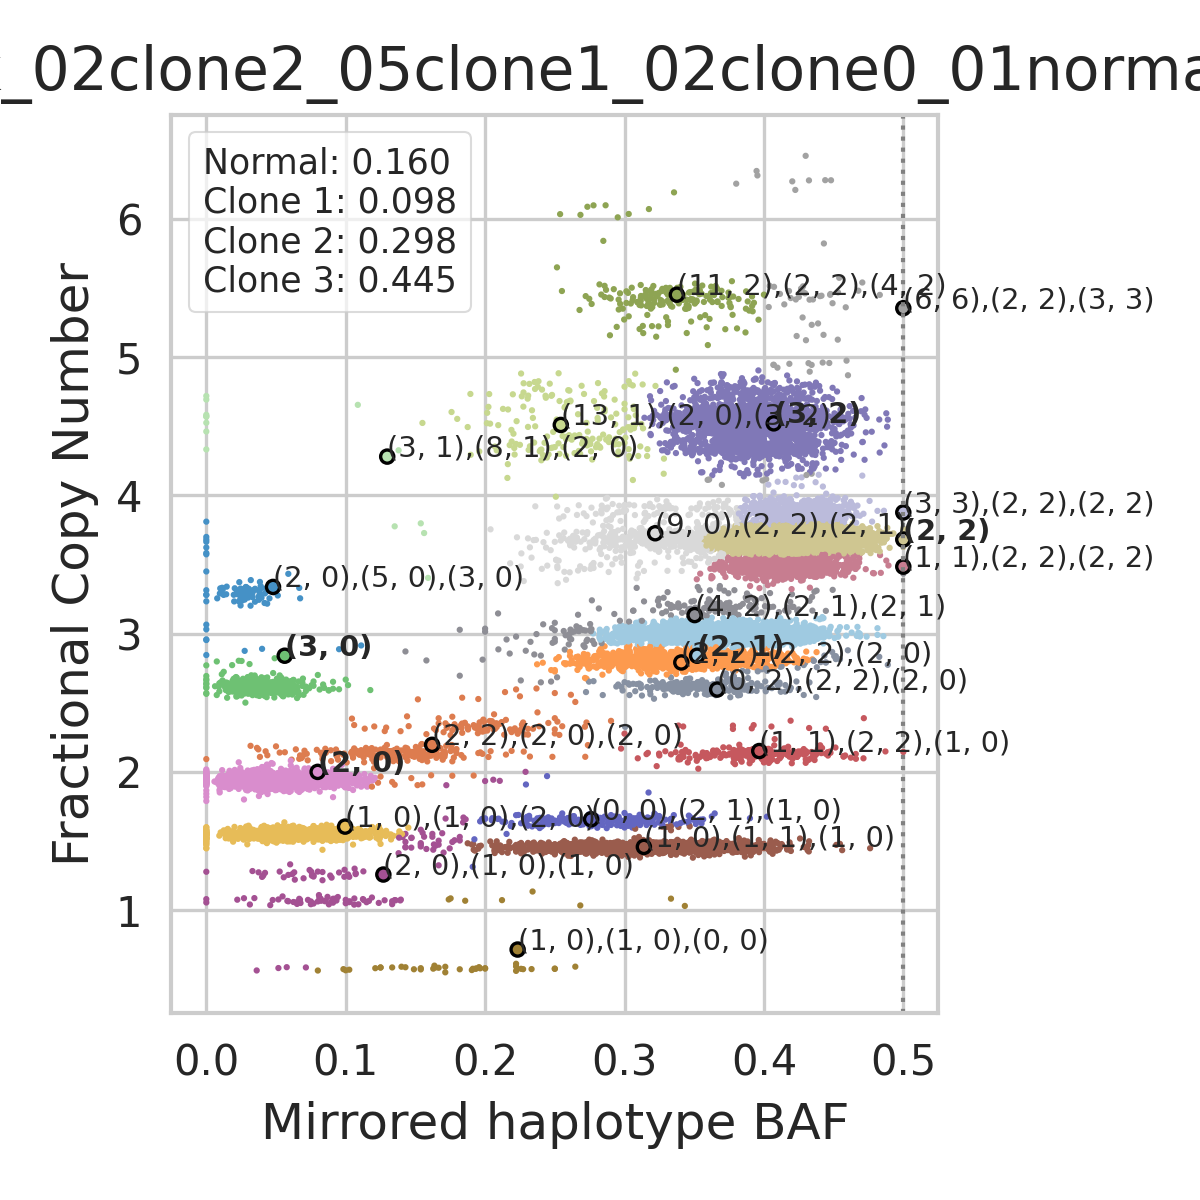 _02clone2_05clone1_02clone0_01norma
Normal: 0.160
Clone 1: 0.098
Clone 2: 0.298
Clone 3: 0.445
Fractional Copy Number
6
5
4
3
2
1
(11, 2),(2, 2),(4, 2)
(6, 6),(2, 2),(3, 3)
(13, 1),(2, 0),(3, 2)
(3, 2)
(3, 1),(8, 1),(2, 0)
(3, 3),(2, 2),(2, 2)
(9, 0),(2, 2),(2, 1)
(2, 2)
(1, 1),(2, 2),(2, 2)
(2, 0),(5, 0),(3, 0)
(4, 2),(2, 1),(2, 1)
(3, 0)
(2, 1)
2, 2),(2, 2),(2, 0)
(0, 2),(2, 2),(2, 0)
(2, 2),(2, 0),(2, 0)
(1, 1),(2, 2),(1, 0)
(2, 0)
(1, 0),(1, 0),(2, 0)
(0, 0),(2, 1),(1, 0)
(1, 0),(1, 1),(1, 0)
(2, 0),(1, 0),(1, 0)
(1, 0),(1, 0),(0, 0)
0.0 0.1 0.2 0.3 0.4 0.5
Mirrored haplotype BAF